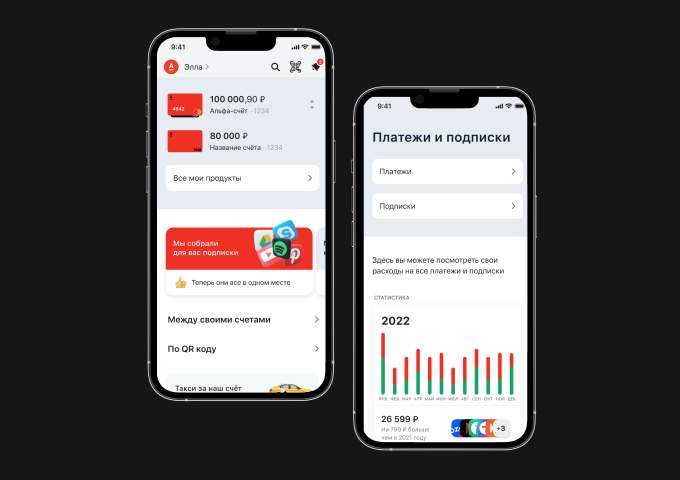 9:41
Элла
2
100 000,90 ₽
4642
Альфа-счёт · 1234
80 000 ₽
Название счёта · 1234
Все мои продукты
Мы собрали
для вас подписки
Теперь они все в одном месте
Между своими счетами
По QR коду
Такси за наш счёт
9:41
Платежи и подписки
Платежи
Подписки
Здесь вы можете посмотреть свои
расходы на все платежи и подписки
СТАТИСТИКА
2022
ЯНВ ФЕВ МАР АПР МАЙ ИЮН ИЮЛ АВГ СЕН ОКТ НОЯ ДЕК
26 599 ₽
На 799 ₽ больше
чем в 2021 году
+3